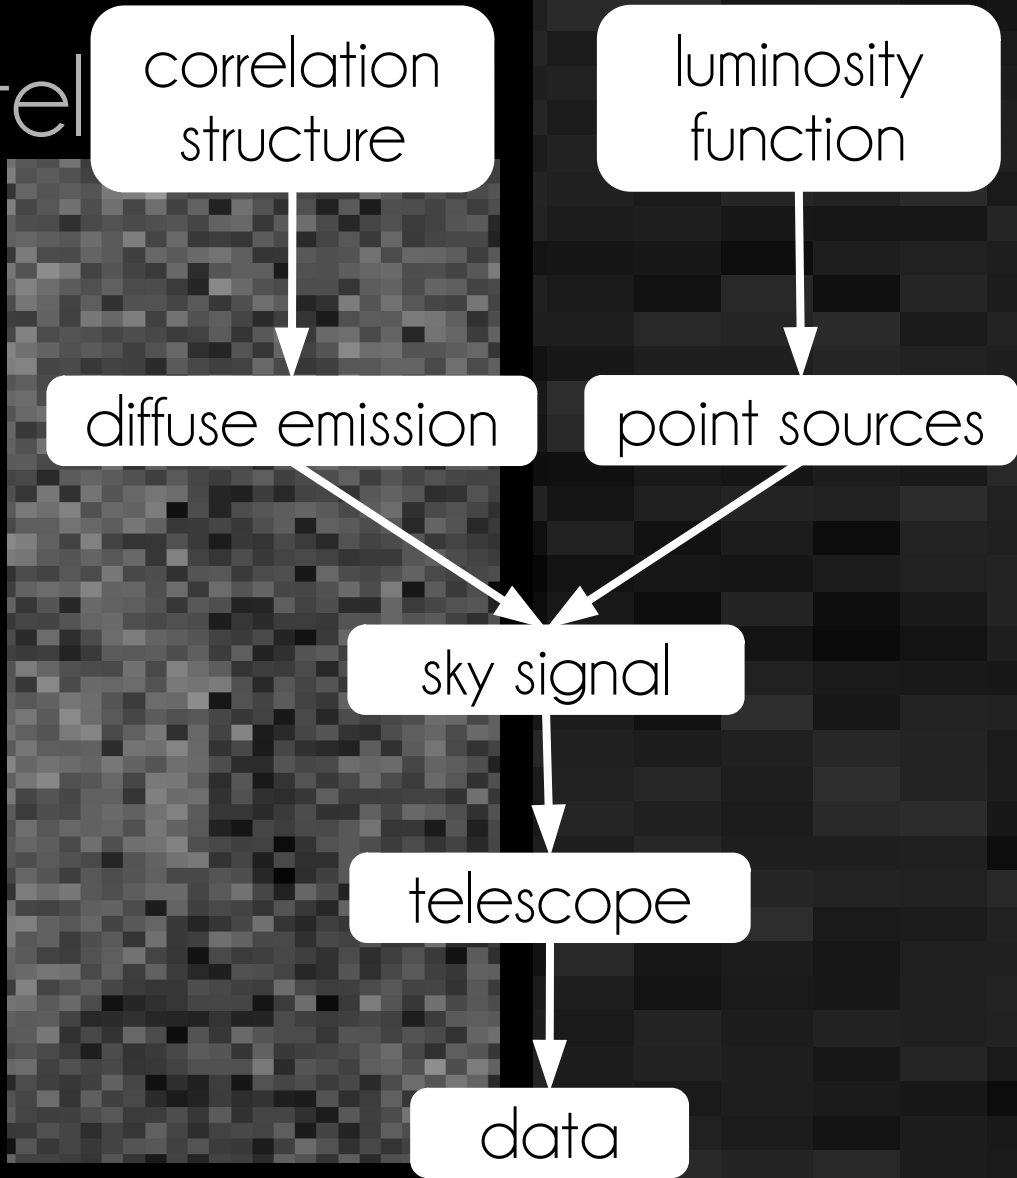 correlation
structure
luminosity
function
diffuse emission
point sources
sky signal
telescope
data